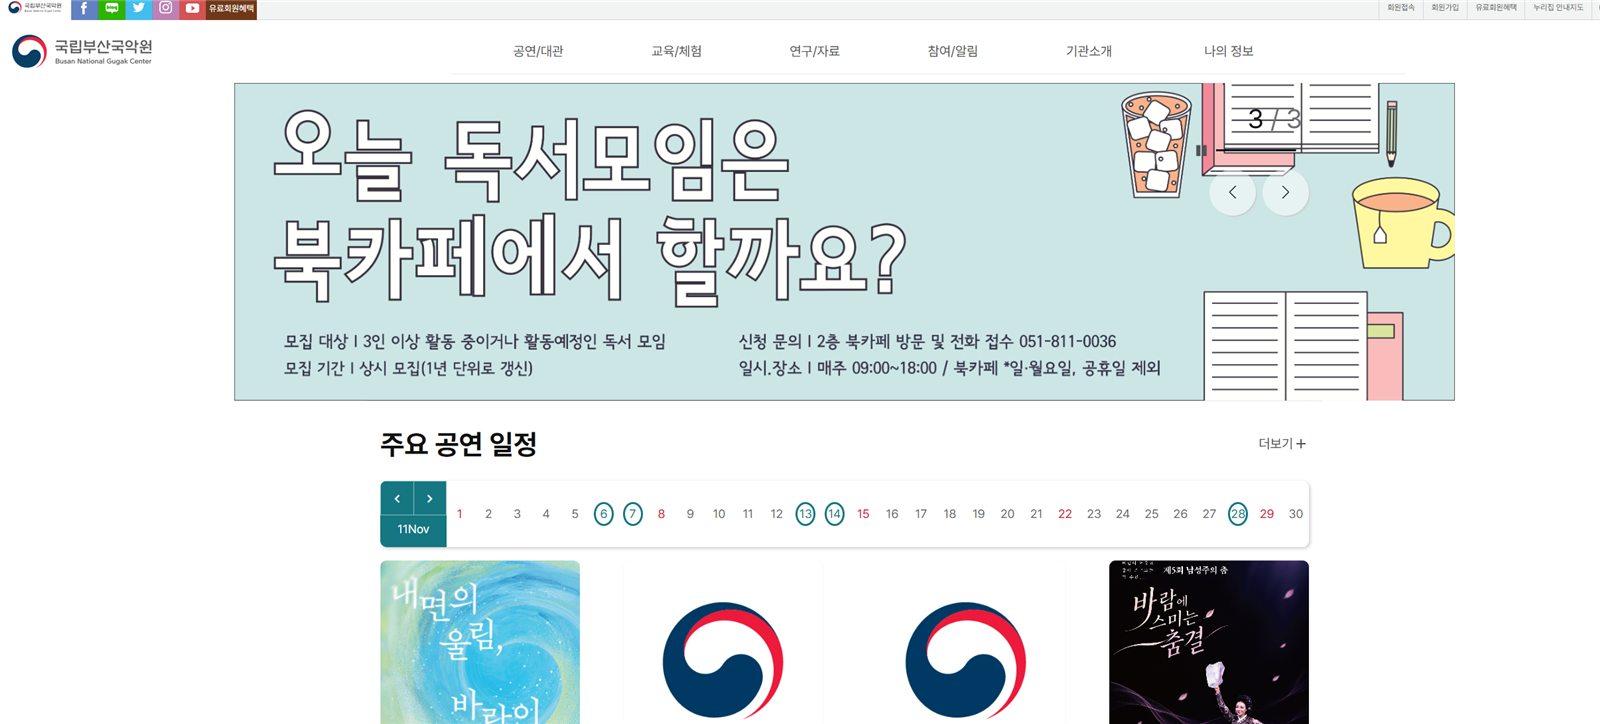 국립부산국악원
blog
유료회원혜택
회원접속
회원가입
유료회원혜택
누리집 안내지도
국립부산국악원
Busan National Gugak Center
공연/대관
교육/체험
연구/자료
참여/알림
기관소개
나의 정보
오늘 독서모임은
북카페에서 할까요?
3 / 3
모집 대상 I 3인 이상 활동 중이거나 활동예정인 독서 모임
모집 기간 I 상시 모집(1년 단위로 갱신)
신청 문의 I 2층 북카페 방문 및 전화 접수 051-811-0036
일시.장소 I 매주 09:00~18:00 / 북카페 *일·월요일, 공휴일 제외
주요 공연 일정
더보기 +
11Nov
1 2 3 4 5 6 7 8 9 10 11 12 13 14 15 16 17 18 19 20 21 22 23 24 25 26 27 28 29 30
내면의
울림,
바람의
제5회 남성주의 춤
바람에
스미는
춤결